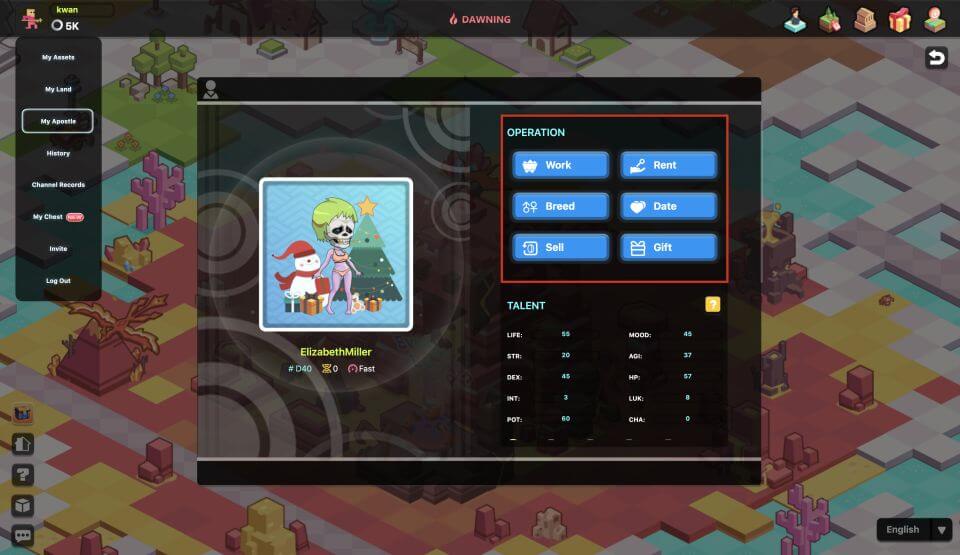 kwan
5K
DAWNING
My Assets
My Land
My Apostle
History
Channel Records
My Chest NEW
Invite
Log Out
ElizabethMiller
# D40 0 Fast
OPERATION
Work Rent
Breed Date
Sell Gift
TALENT ?
LIFE: 55 MOOD: 45
STR: 20 AGI: 37
DEX: 45 HP: 57
INT: 3 LUK: 8
POT: 60 CHA: 0
?
English